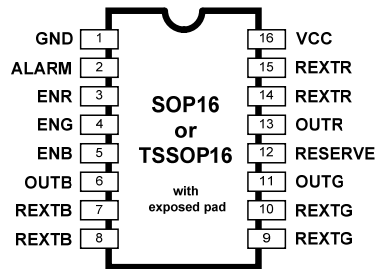 GND 1 16 VCC
ALARM 2 15 REXTR
ENR 3 14 REXTR
ENG 4 13 OUTR
ENB 5 12 RESERVE
OUTB 6 11 OUTG
REXTB 7 10 REXTG
REXTB 8 9 REXTG
SOP16
or
TSSOP16
with
exposed pad